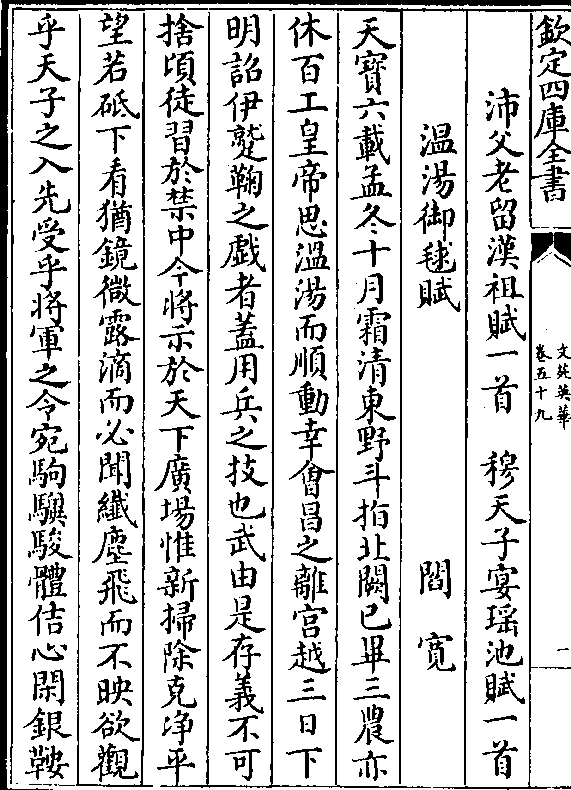 欽定四庫全書
文苑英華
卷五十九
一
沛父老留漢祖賦一首　穆天子宴瑶池賦一首
溫湯御毬賦　閻寛
天寶六載孟冬十月霜清東野斗指北闕已畢三農亦
休百工皇帝思溫湯而順動幸會昌之離宮越三日下
明詔伊蹵鞠之戲者蓋用兵之技也武由是存義不可
捨頃徒習於禁中今將示於天下廣場惟新掃除克净平
望若砥下看猶鏡微露滴而必聞纎塵飛而不映欲觀
乎天子之入先受乎將軍之令宛駒驥駿體佶心閑銀鞍